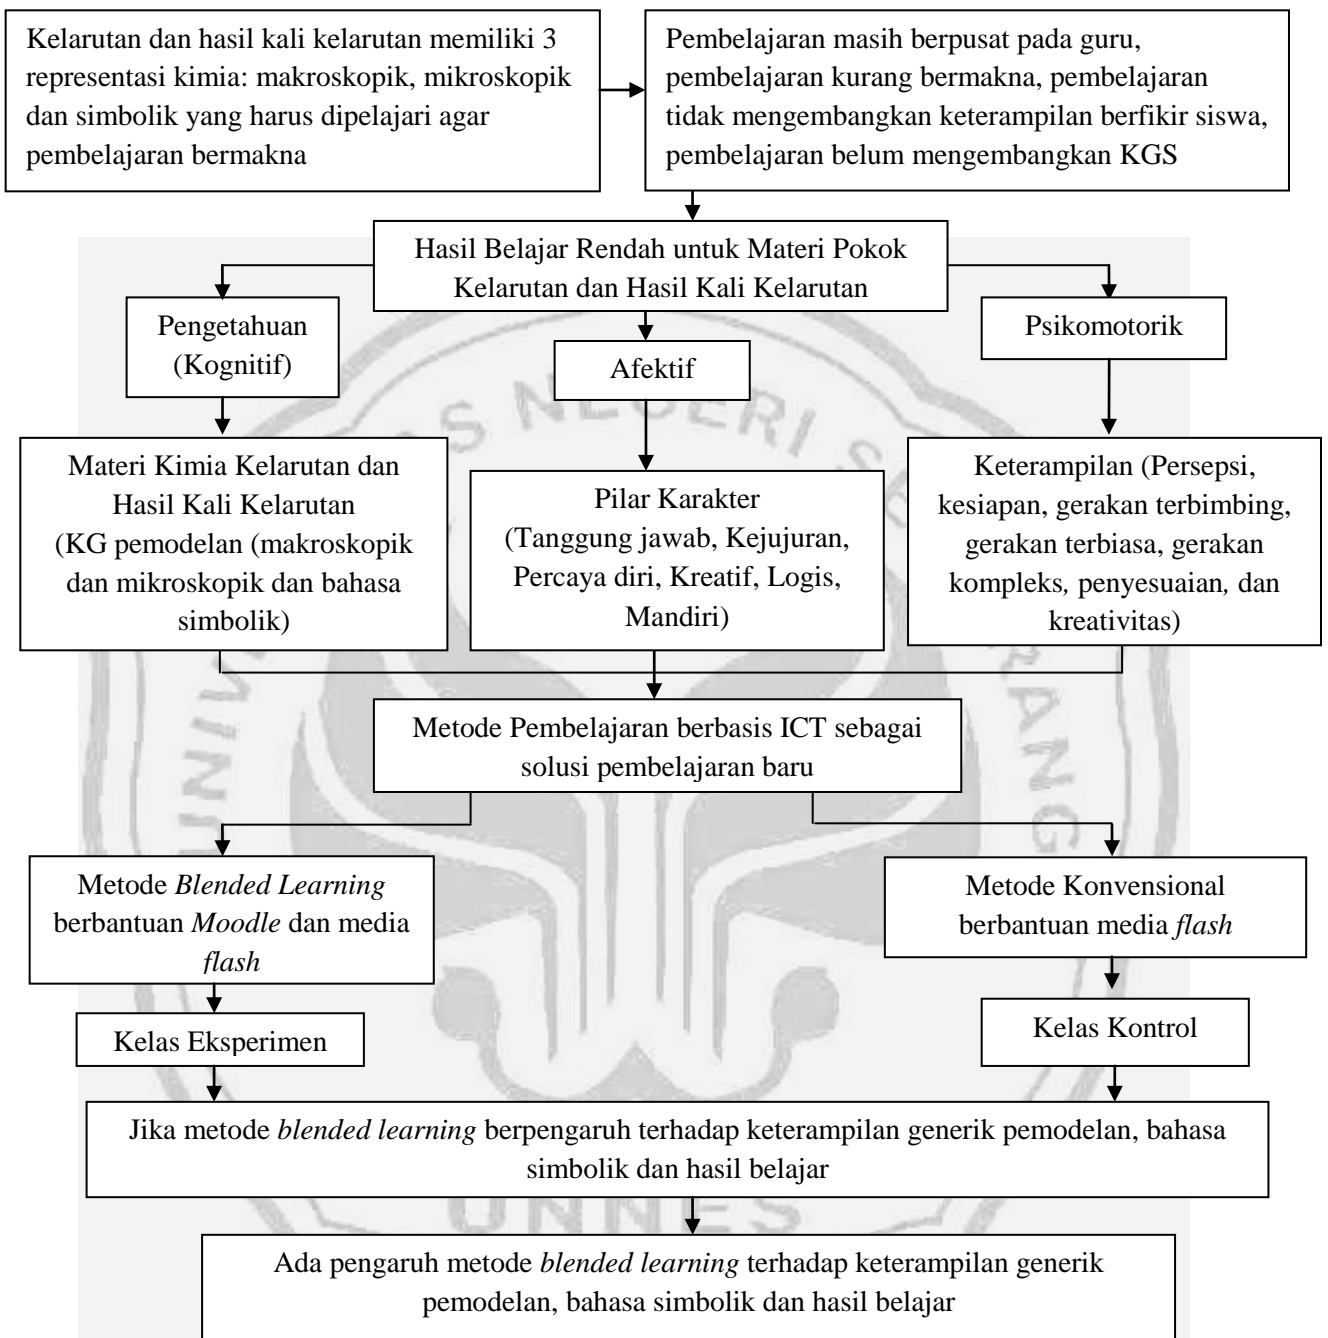 Kelarutan dan hasil kali kelarutan memiliki 3
representasi kimia: makroskopik, mikroskopik
dan simbolik yang harus dipelajari agar
pembelajaran bermakna
Pembelajaran masih berpusat pada guru,
pembelajaran kurang bermakna, pembelajaran
tidak mengembangkan keterampilan berfikir siswa,
pembelajaran belum mengembangkan KGS
Hasil Belajar Rendah untuk Materi Pokok
Kelarutan dan Hasil Kali Kelarutan
Pengetahuan
(Kognitif)
Afektif
Psikomotorik
Materi Kimia Kelarutan dan
Hasil Kali Kelarutan
(KG pemodelan (makroskopik
dan mikroskopik dan bahasa
simbolik)
Pilar Karakter
(Tanggung jawab, Kejujuran,
Percaya diri, Kreatif, Logis,
Mandiri)
Keterampilan (Persepsi,
kesiapan, gerakan terbimbing,
gerakan terbiasa, gerakan
kompleks, penyesuaian, dan
kreativitas)
Metode Pembelajaran berbasis ICT sebagai
solusi pembelajaran baru
Metode Blended Learning
berbantuan Moodle dan media
flash
Metode Konvensional
berbantuan media flash
Kelas Eksperimen
Kelas Kontrol
Jika metode blended learning berpengaruh terhadap keterampilan generik pemodelan, bahasa
simbolik dan hasil belajar
UNNES
Ada pengaruh metode blended learning terhadap keterampilan generik
pemodelan, bahasa simbolik dan hasil belajar